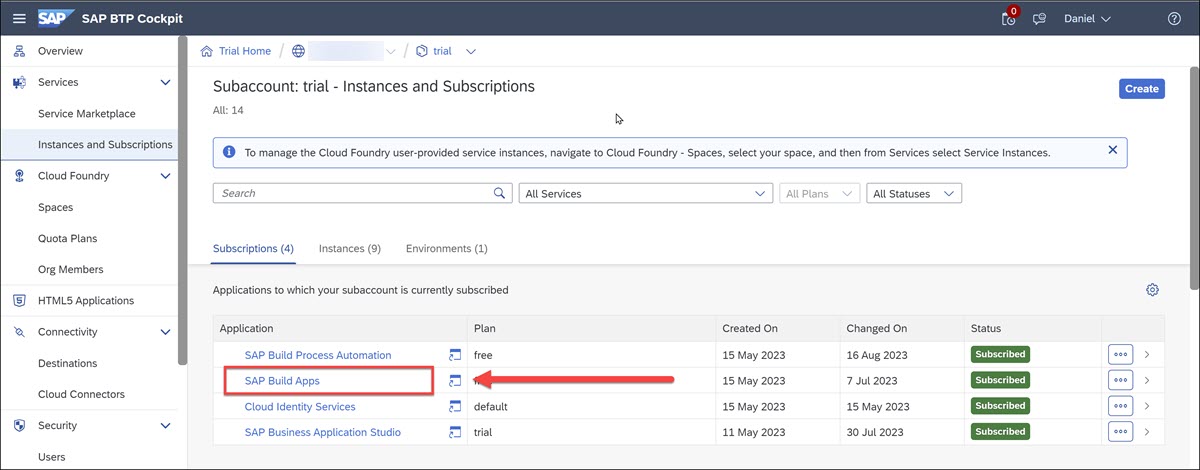 SAP SAP BTP Cockpit 0 Daniel
Overview
Services
Service Marketplace
Instances and Subscriptions
Cloud Foundry
Spaces
Quota Plans
Org Members
HTML5 Applications
Connectivity
Destinations
Cloud Connectors
Security
Users
Trial Home / / trial
Subaccount: trial - Instances and Subscriptions
Create
All: 14
To manage the Cloud Foundry user-provided service instances, navigate to Cloud Foundry - Spaces, select your space, and then from Services select Service Instances.
Search All Services All Plans All Statuses
Subscriptions (4) Instances (9) Environments (1)
Applications to which your subaccount is currently subscribed
Application Plan Created On Changed On Status
SAP Build Process Automation free 15 May 2023 16 Aug 2023 Subscribed
SAP Build Apps 15 May 2023 7 Jul 2023 Subscribed
Cloud Identity Services default 15 May 2023 15 May 2023 Subscribed
SAP Business Application Studio trial 11 May 2023 30 Jul 2023 Subscribed